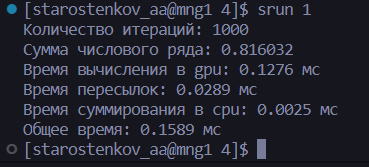 [starostenkov_aa@mng1 4]$ srun 1
Количество итераций: 1000
Сумма числового ряда: 0.816032
Время вычисления в gpu: 0.1276 мс
Время пересылок: 0.0289 мс
Время суммирования в cpu: 0.0025 мс
Общее время: 0.1589 мс
[starostenkov_aa@mng1 4]$